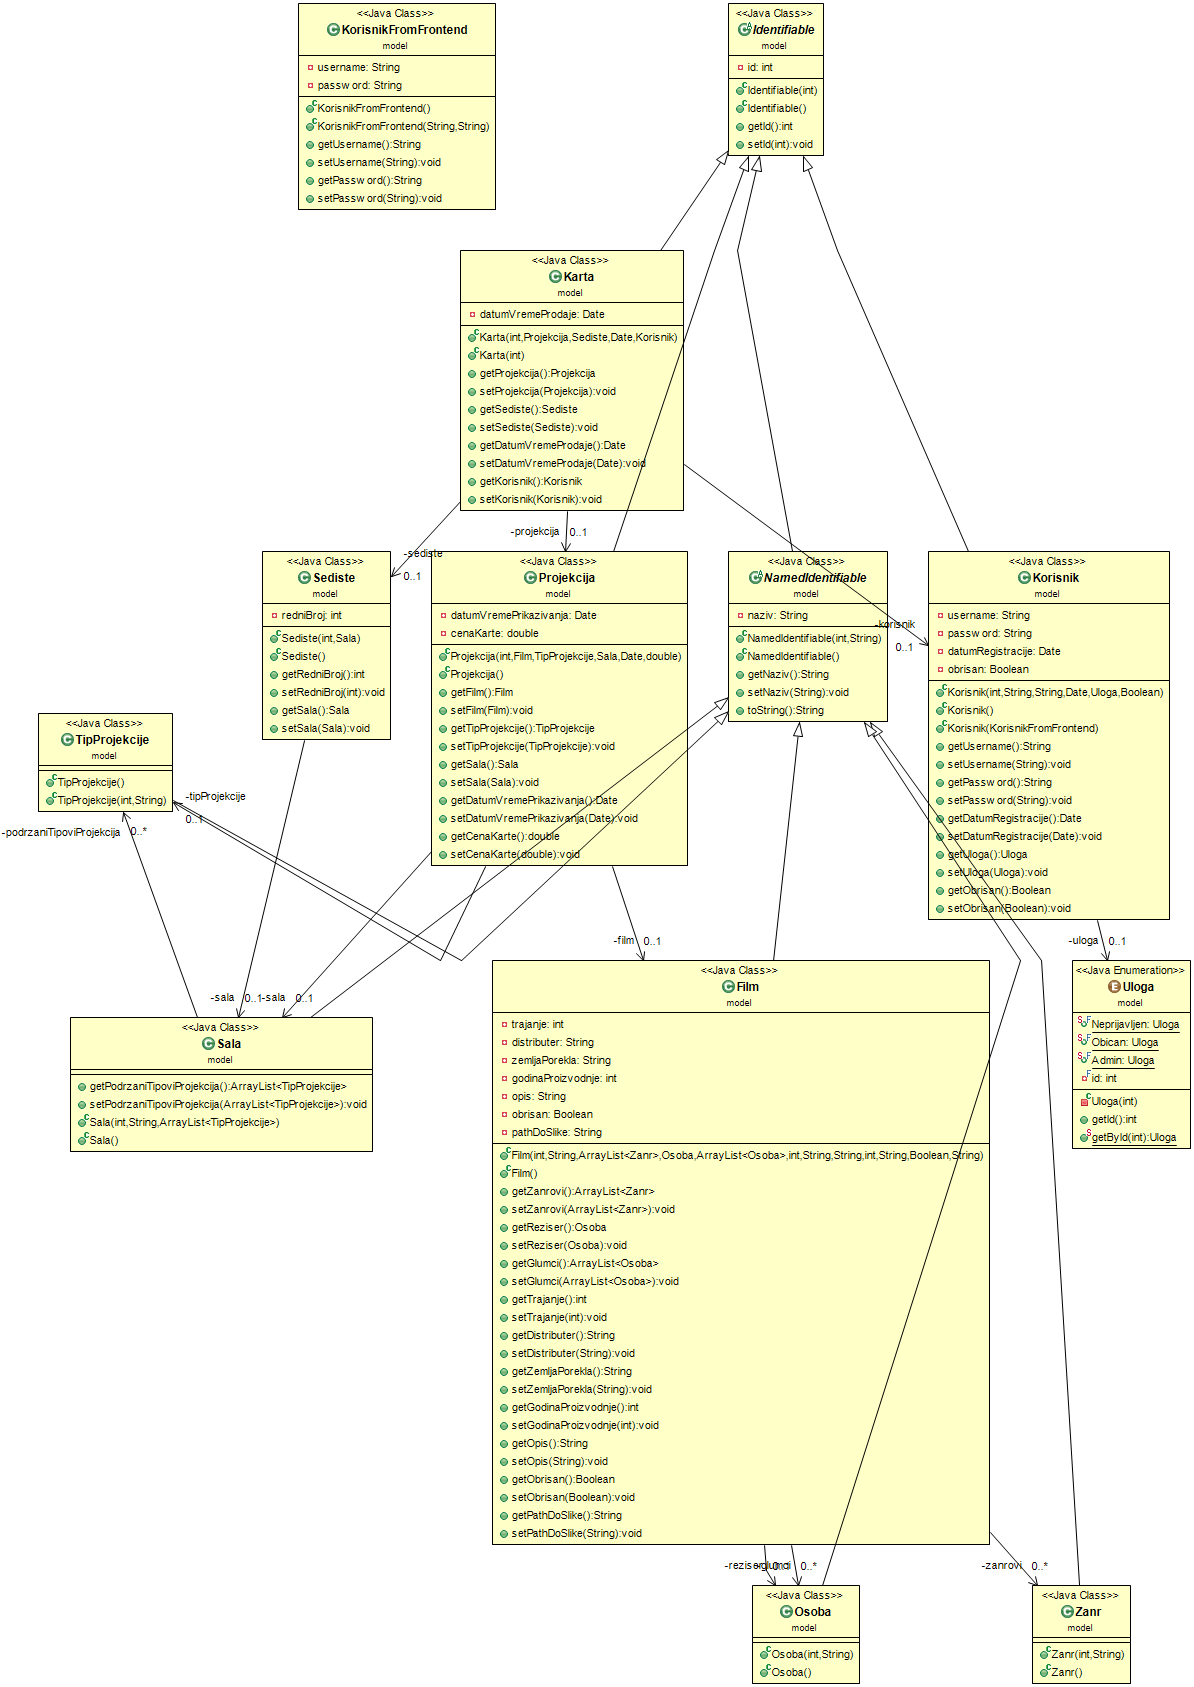 <<Java Class>>
KorisnikFromFrontend
model
username: String
password: String
KorisnikFromFrontend()
KorisnikFromFrontend(String,String)
getUsername():String
setUsername(String):void
getPassword():String
setPassword(String):void
<<Java Class>>
Identifiable
model
id: int
Identifiable(int)
Identifiable()
getId():int
setId(int):void
<<Java Class>>
Karta
model
datumVremeProdaje: Date
Karta(int,Projekcija,Sediste,Date,Korisnik)
Karta(int)
getProjekcija():Projekcija
setProjekcija(Projekcija):void
getSediste():Sediste
setSediste(Sediste):void
getDatumVremeProdaje():Date
setDatumVremeProdaje(Date):void
getKorisnik():Korisnik
setKorisnik(Korisnik):void
-projekcija 0..1
-sediste
0..1
<<Java Class>>
Sediste
model
redniBroj: int
Sediste(int,Sala)
Sediste()
getRedniBroj():int
setRedniBroj(int):void
getSala():Sala
setSala(Sala):void
<<Java Class>>
Projekcija
model
datumVremePrikazivanja: Date
cenaKarte: double
Projekcija(int,Film,TipProjekcije,Sala,Date,double)
Projekcija()
getFilm():Film
setFilm(Film):void
getTipProjekcije():TipProjekcije
setTipProjekcije(TipProjekcije):void
getSala():Sala
setSala(Sala):void
getDatumVremePrikazivanja():Date
setDatumVremePrikazivanja(Date):void
getCenaKarte():double
setCenaKarte(double):void
<<Java Class>>
NamedIdentifiable
model
naziv: String
NamedIdentifiable(int,String)
NamedIdentifiable()
getNaziv():String
setNaziv(String):void
toString():String
-korisnik
0..1
<<Java Class>>
Korisnik
model
username: String
password: String
datumRegistracije: Date
obrisan: Boolean
Korisnik(int,String,String,Date,Uloga,Boolean)
Korisnik()
Korisnik(KorisnikFromFrontend)
getUsername():String
setUsername(String):void
getPassword():String
setPassword(String):void
getDatumRegistracije():Date
setDatumRegistracije(Date):void
getUloga():Uloga
setUloga(Uloga):void
getObrisan():Boolean
setObrisan(Boolean):void
<<Java Class>>
TipProjekcije
model
TipProjekcije()
TipProjekcije(int,String)
-tipProjekcije
0..1
-podrzaniTipoviProjekcija 0..*
-film 0..1
-uloga 0..1
-sala 0..1
-sala 0..1
<<Java Class>>
Sala
model
getPodrzaniTipoviProjekcija():ArrayList<TipProjekcije>
setPodrzaniTipoviProjekcija(ArrayList<TipProjekcije>):void
Sala(int,String,ArrayList<TipProjekcije>)
Sala()
<<Java Class>>
Film
model
trajanje: int
distributer: String
zemljaPorekla: String
godinaProizvodnje: int
opis: String
obrisan: Boolean
pathDoSlike: String
Film(int,String,ArrayList<Zanr>,Osoba,ArrayList<Osoba>,int,String,String,int,String,Boolean,String)
Film()
getZanrovi():ArrayList<Zanr>
setZanrovi(ArrayList<Zanr>):void
getReziser():Osoba
setReziser(Osoba):void
getGlumci():ArrayList<Osoba>
setGlumci(ArrayList<Osoba>):void
getTrajanje():int
setTrajanje(int):void
getDistributer():String
setDistributer(String):void
getZemljaPorekla():String
setZemljaPorekla(String):void
getGodinaProizvodnje():int
setGodinaProizvodnje(int):void
getOpis():String
setOpis(String):void
getObrisan():Boolean
setObrisan(Boolean):void
getPathDoSlike():String
setPathDoSlike(String):void
<<Java Enumeration>>
Uloga
model
Neprijavljen: Uloga
Obican: Uloga
Admin: Uloga
id: int
Uloga(int)
getId():int
getById(int):Uloga
-reziser 0..1
-glumci 0..*
-zanrovi 0..*
<<Java Class>>
Osoba
model
Osoba(int,String)
Osoba()
<<Java Class>>
Zanr
model
Zanr(int,String)
Zanr()